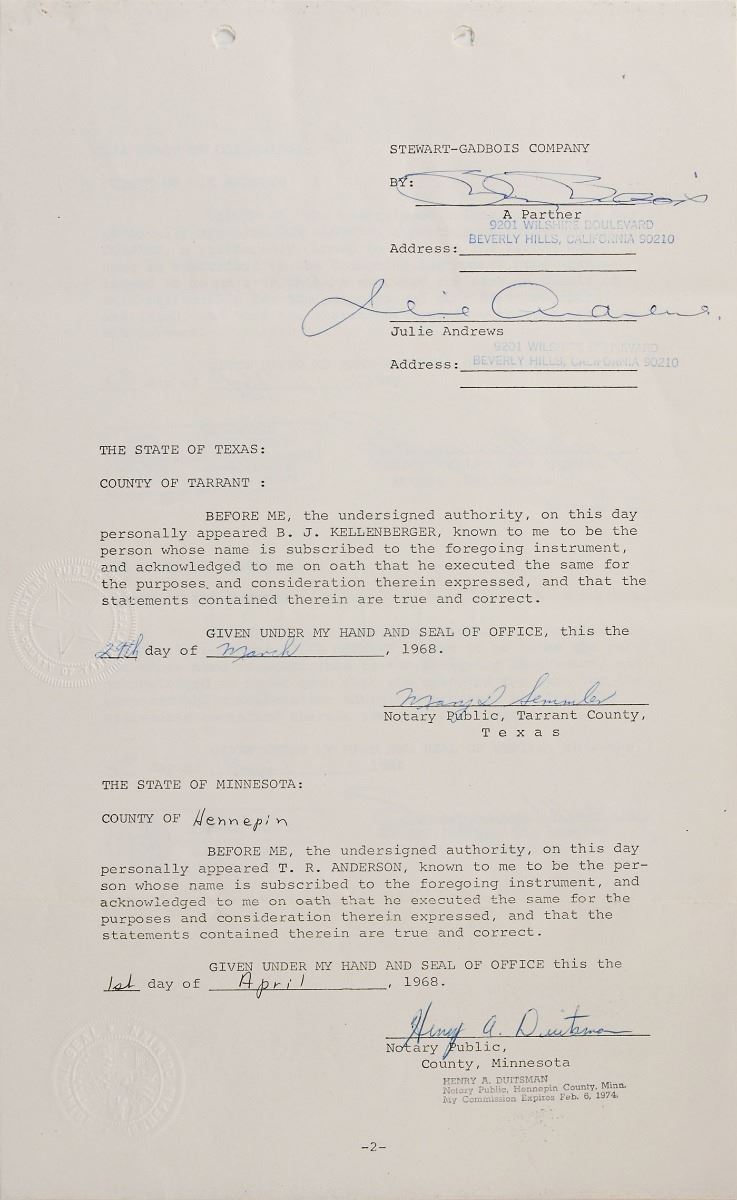 STEWART-GADBOIS COMPANY
BY:
A Partner
9201 WILSHIRE BOULEVARD
BEVERLY HILLS, CALIFORNIA 90210
Address:
Julie Andrews
Julie Andrews
9201 WILSHIRE BOULEVARD
BEVERLY HILLS, CALIFORNIA 90210
Address:
THE STATE OF TEXAS:
COUNTY OF TARRANT :
BEFORE ME, the undersigned authority, on this day
personally appeared B. J. KELLENBERGER, known to me to be the
person whose name is subscribed to the foregoing instrument,
and acknowledged to me on oath that he executed the same for
the purposes and consideration therein expressed, and that the
statements contained therein are true and correct.
GIVEN UNDER MY HAND AND SEAL OF OFFICE, this the
29th day of March, 1968.
Mary D Semmler
Notary Public, Tarrant County,
Texas
THE STATE OF MINNESOTA:
COUNTY OF Hennepin
BEFORE ME, the undersigned authority, on this day
personally appeared T. R. ANDERSON, known to me to be the per-
son whose name is subscribed to the foregoing instrument, and
acknowledged to me on oath that he executed the same for the
purposes and consideration therein expressed, and that the
statements contained therein are true and correct.
GIVEN UNDER MY HAND AND SEAL OF OFFICE this the
1st day of April, 1968.
Henry A. Duitsman
Notary Public,
County, Minnesota
HENRY A. DUITSMAN
Notary Public, Hennepin County, Minn.
My Commission Expires Feb. 6, 1974.
-2-